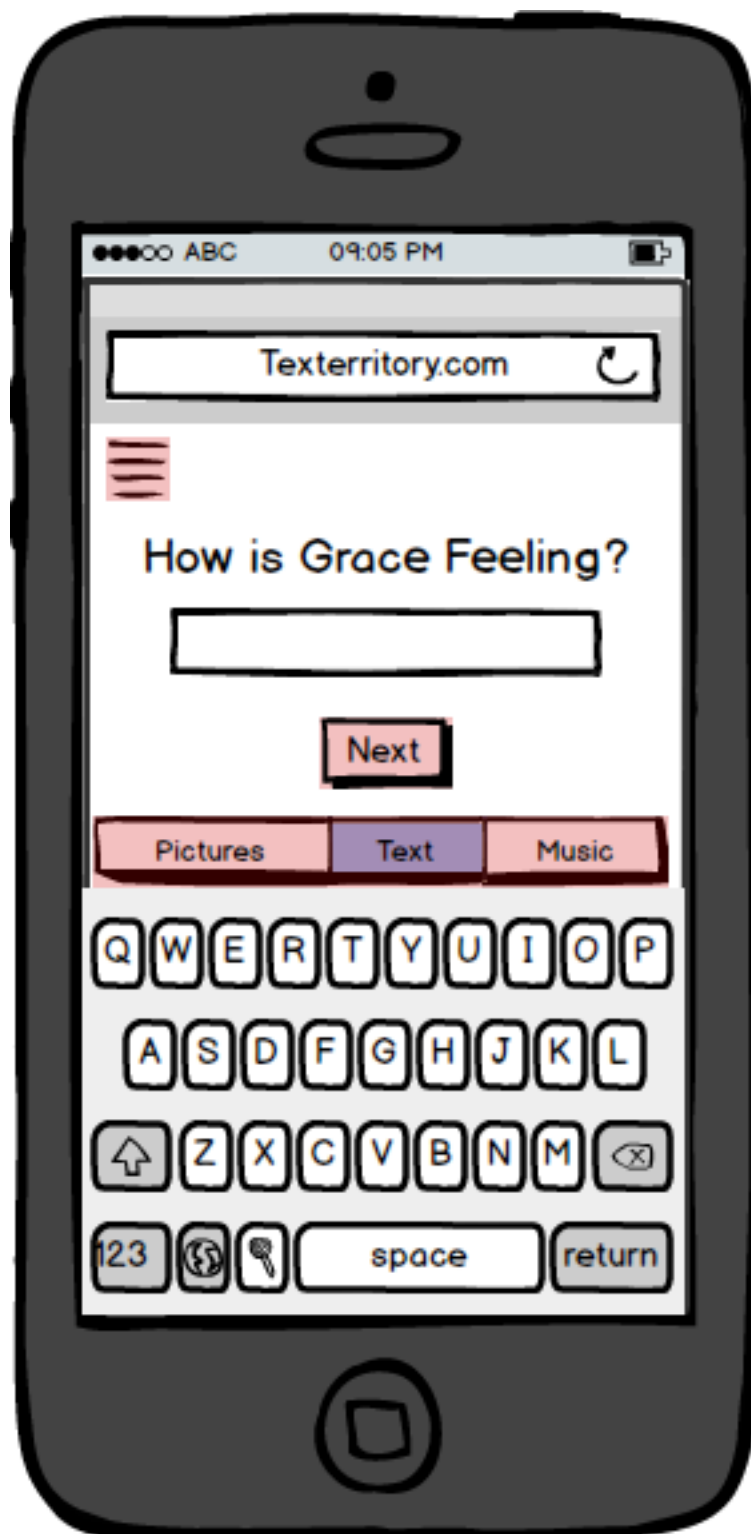 ABC 09:05 PM
Texterritory.com
How is Grace Feeling?
Next
Pictures Text Music
Q W E R T Y U I O P
A S D F G H J K L
Z X C V B N M
123 space return